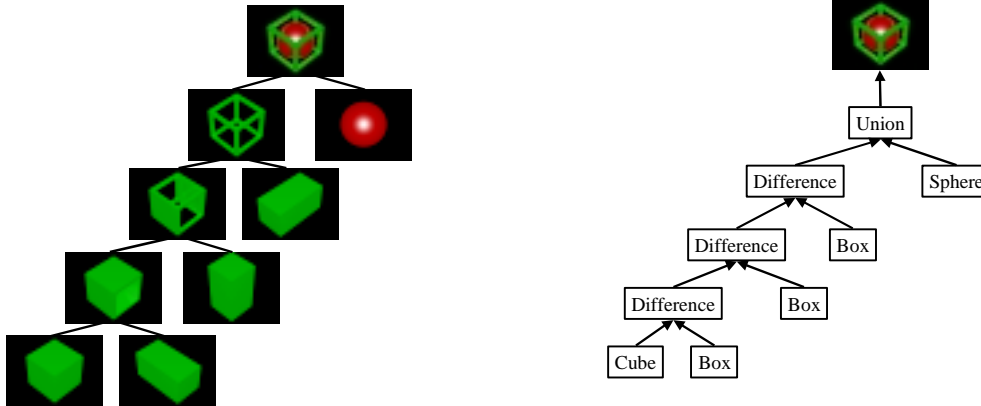 Union
Difference
Sphere
Difference
Box
Difference
Box
Cube
Box